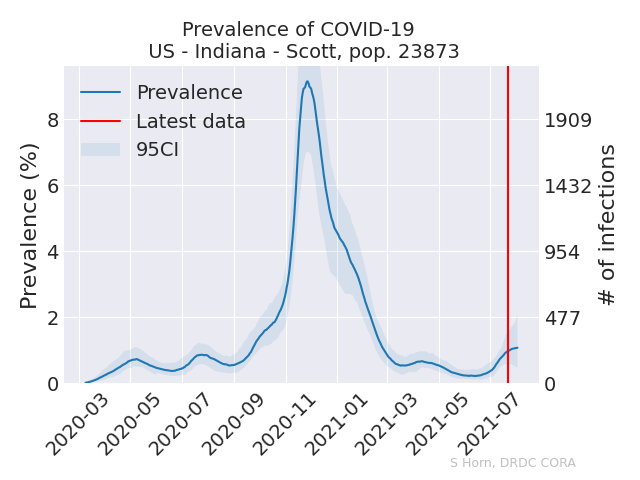 Prevalence of COVID-19
US - Indiana - Scott, pop. 23873
Prevalence
Latest data
95CI
Prevalence (%)
8
6
4
2
0
1909
1432
954
477
0
# of infections
2020-03
2020-05
2020-07
2020-09
2020-11
2021-01
2021-03
2021-05
2021-07
S Horn, DRDC CORA